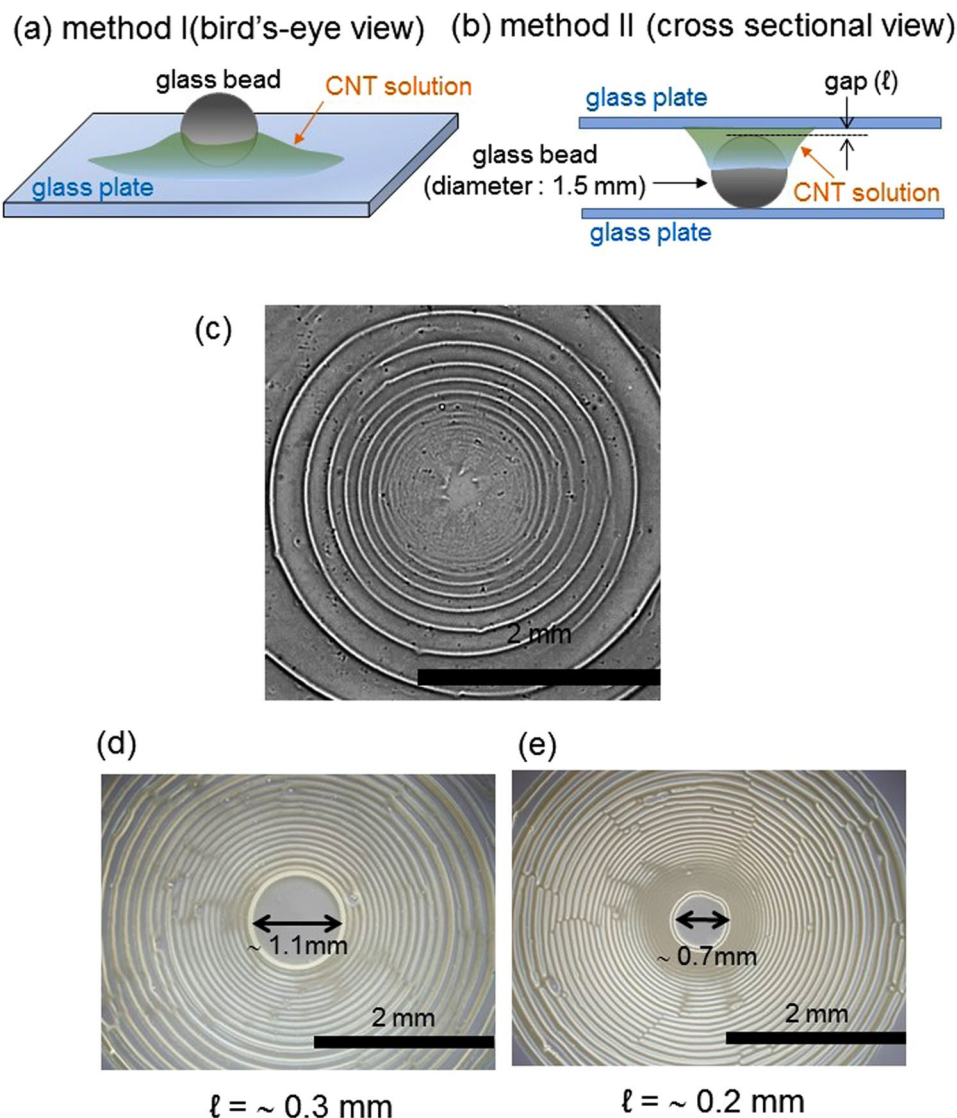 (a) method I(bird's-eye view)
(b) method II (cross sectional view)
glass bead
CNT solution
glass plate
glass plate
gap (ℓ)
glass bead
(diameter : 1.5 mm)
CNT solution
glass plate
(c)
2 mm
(d)
~ 1.1mm
2 mm
ℓ = ~ 0.3 mm
(e)
~ 0.7mm
2 mm
ℓ = ~ 0.2 mm